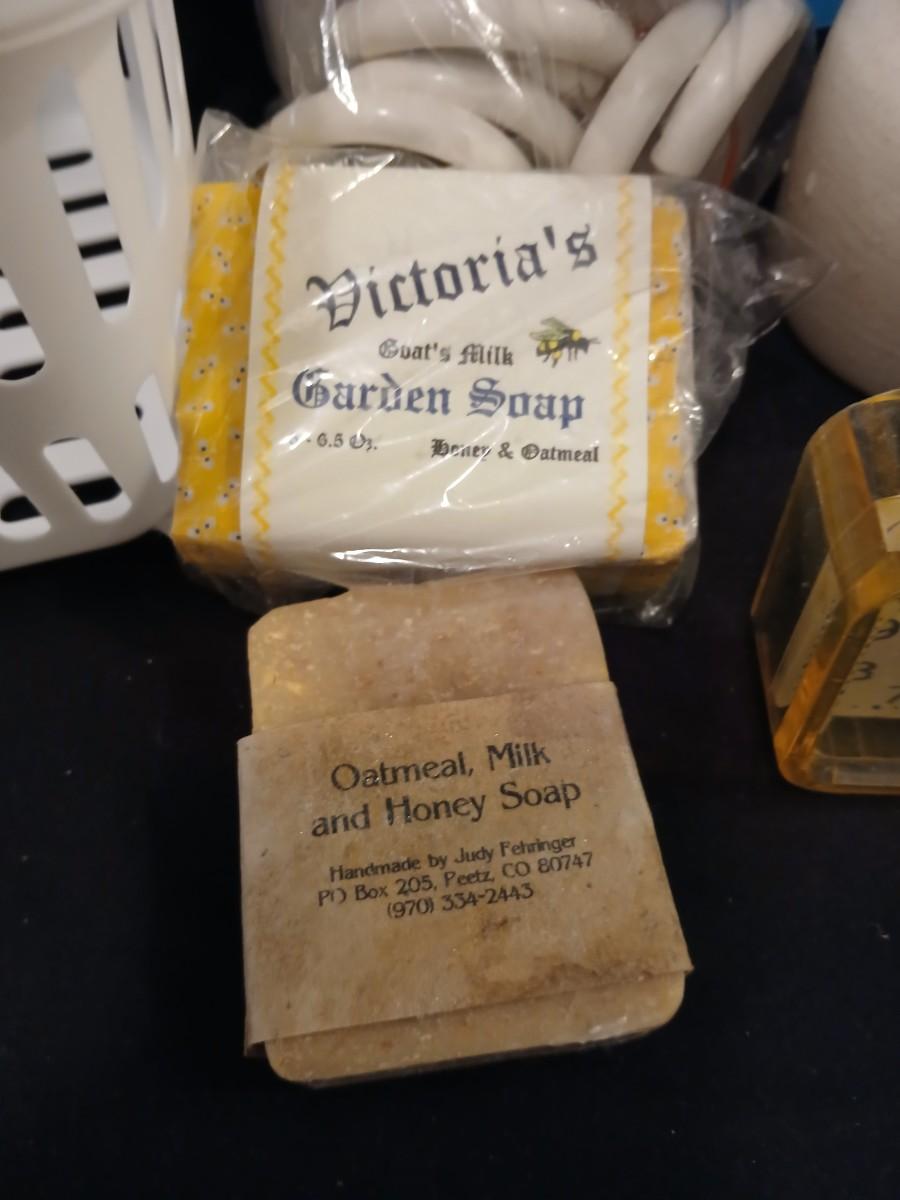 Victoria's
Goat's Milk
Garden Soap
6.5 Oz. Honey & Oatmeal
Oatmeal, Milk
and Honey Soap
Handmade by Judy Fehringer
PO Box 205, Peetz, CO 80747
(970) 334-2443